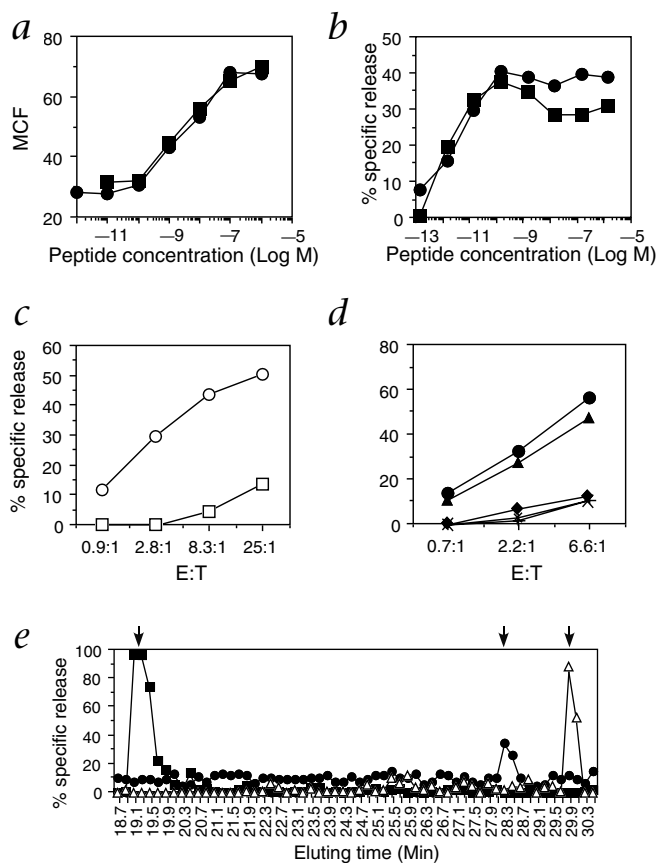 a
MCF
80
60
40
20
—11 —9 —7 —5
Peptide concentration (Log M)
b
% specific release
50
40
30
20
10
0
—13 —11 —9 —7 —5
Peptide concentration (Log M)
c
% specific release
60
50
40
30
20
10
0
0.9:1 2.8:1 8.3:1 25:1
E:T
d
80
60
40
20
0
0.7:1 2.2:1 6.6:1
E:T
e
% specific release
100
80
60
40
20
0
18.7 19.1 19.5 19.9 20.3 20.7 21.1 21.5 21.9 22.3 22.7 23.1 23.5 23.9 24.3 24.7 25.1 25.5 25.9 26.3 26.7 27.1 27.5 27.9 28.3 28.7 29.1 29.5 29.9 30.3
Eluting time (Min)